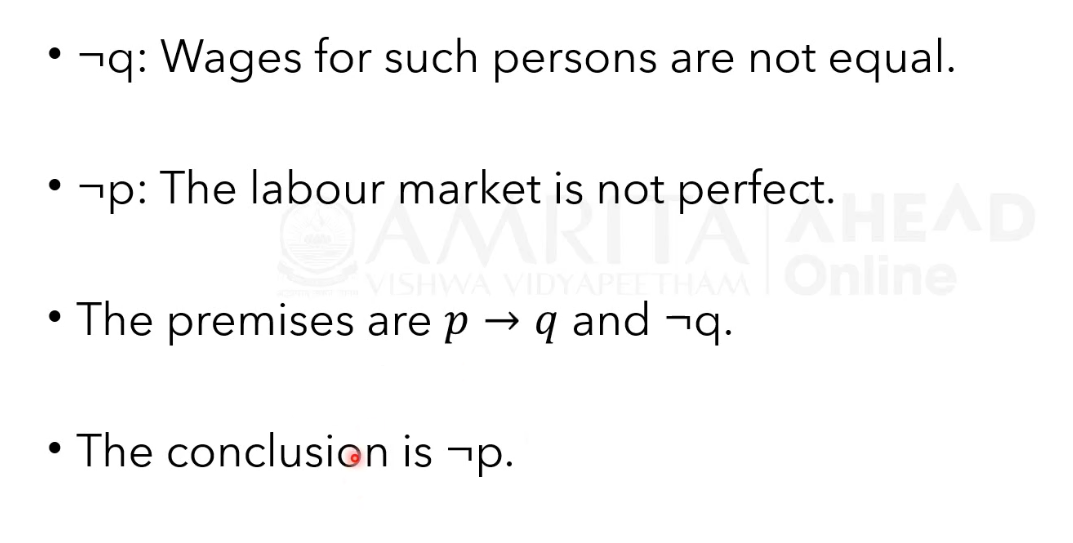 • ¬q: Wages for such persons are not equal.
• ¬p: The labour market is not perfect.
AMRITA AHEAD
VISHWA VIDYAPEETHAM Online
• The premises are p → q and ¬q.
• The conclusion is ¬p.